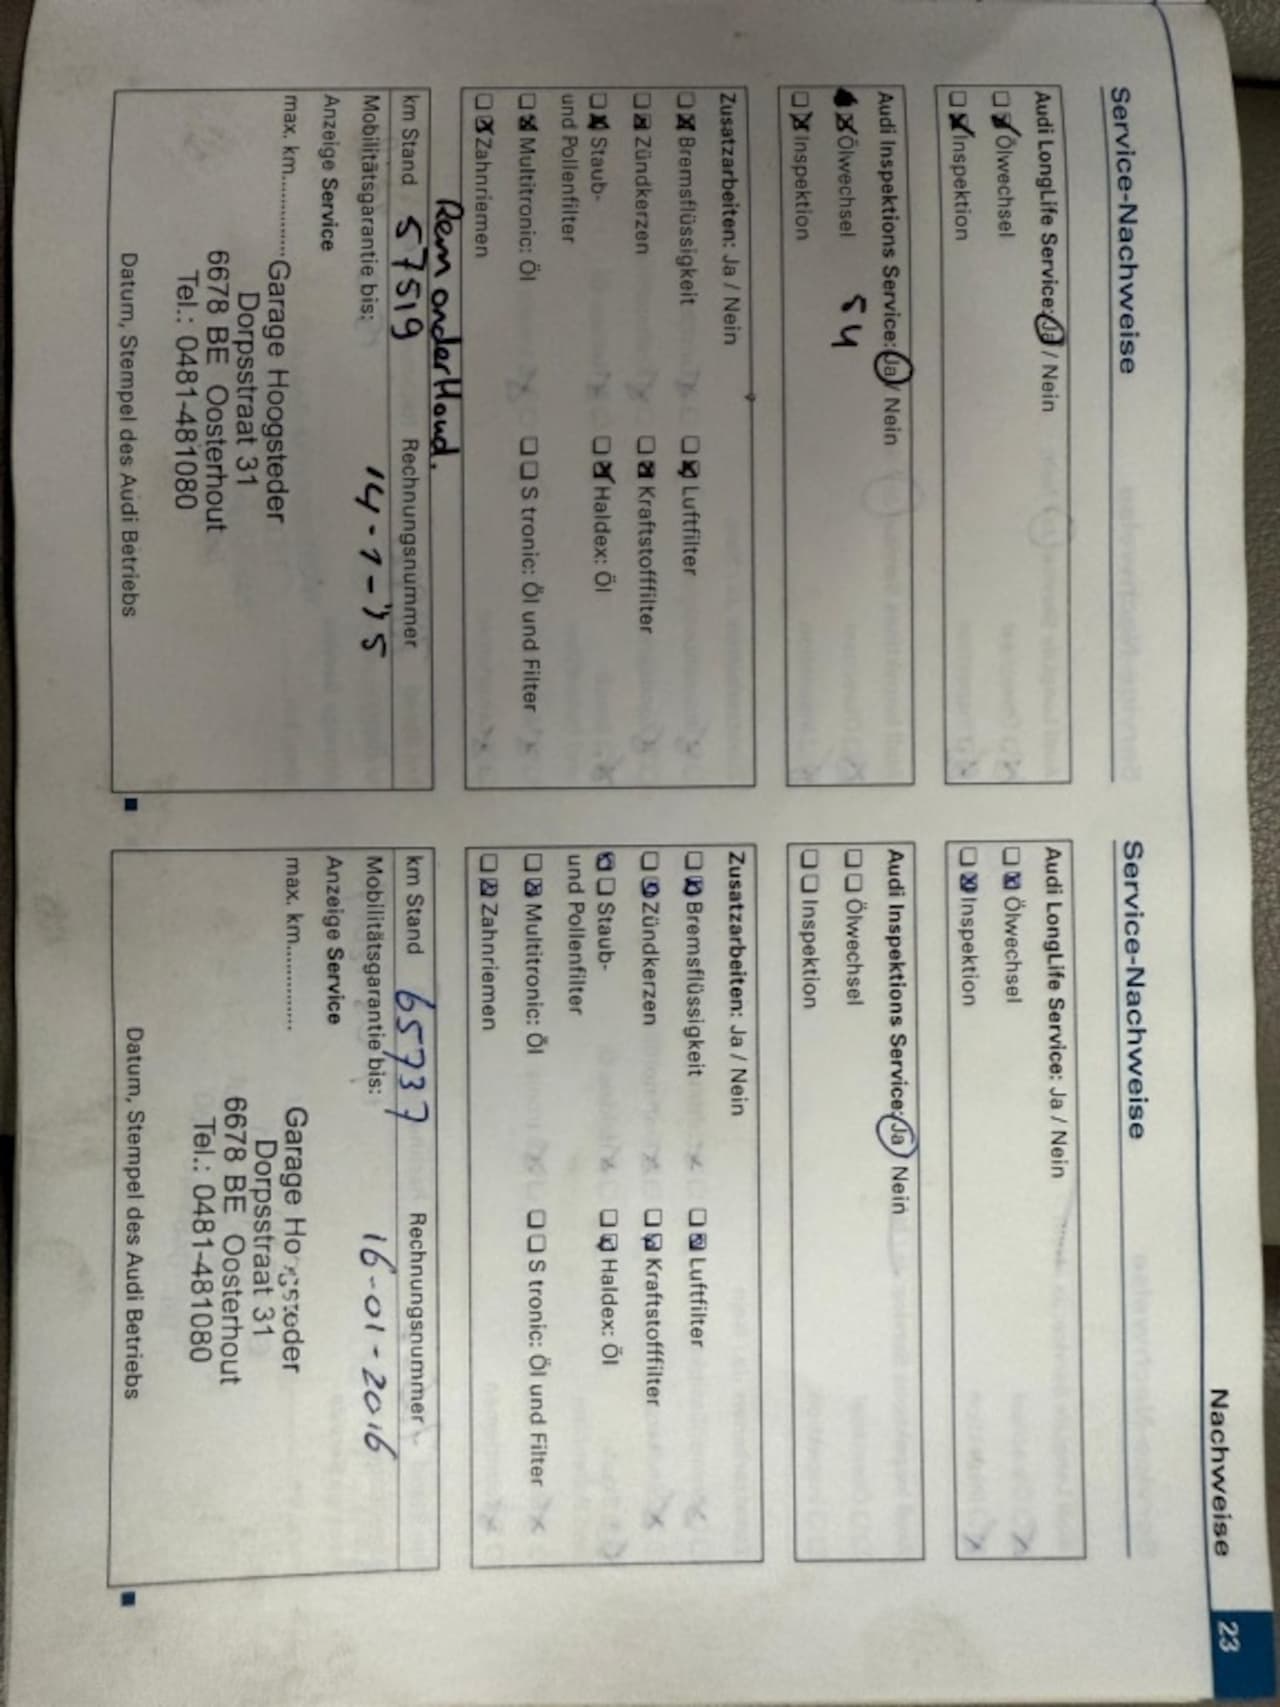 Nachweise 23
Service-Nachweise
Audi LongLife Service: Ja / Nein
Ölwechsel
Inspektion
Audi Inspektions Service: Ja / Nein
Ölwechsel 54
Inspektion
Zusatzarbeiten: Ja / Nein
Bremsflüssigkeit Luftfilter
Zündkerzen Kraftstofffilter
Staub- Haldex: Öl
und Pollenfilter
Multitronic: Öl S tronic: Öl und Filter
Zahnriemen
Rem onderHoud.
km Stand 57519 Rechnungsnummer
Mobilitätsgarantie bis: 14-1-15
Anzeige Service
max. km.............
Garage Hoogsteder
Dorpsstraat 31
6678 BE Oosterhout
Tel.: 0481-481080
Datum, Stempel des Audi Betriebs
Service-Nachweise
Audi LongLife Service: Ja / Nein
Ölwechsel
Inspektion
Audi Inspektions Service: Ja / Nein
Ölwechsel
Inspektion
Zusatzarbeiten: Ja / Nein
Bremsflüssigkeit Luftfilter
Zündkerzen Kraftstofffilter
Staub- Haldex: Öl
und Pollenfilter
Multitronic: Öl S tronic: Öl und Filter
Zahnriemen
km Stand 65737 Rechnungsnummer
Mobilitätsgarantie bis: 16-01-2016
Anzeige Service
max. km.............
Garage Hoogsteder
Dorpsstraat 31
6678 BE Oosterhout
Tel.: 0481-481080
Datum, Stempel des Audi Betriebs